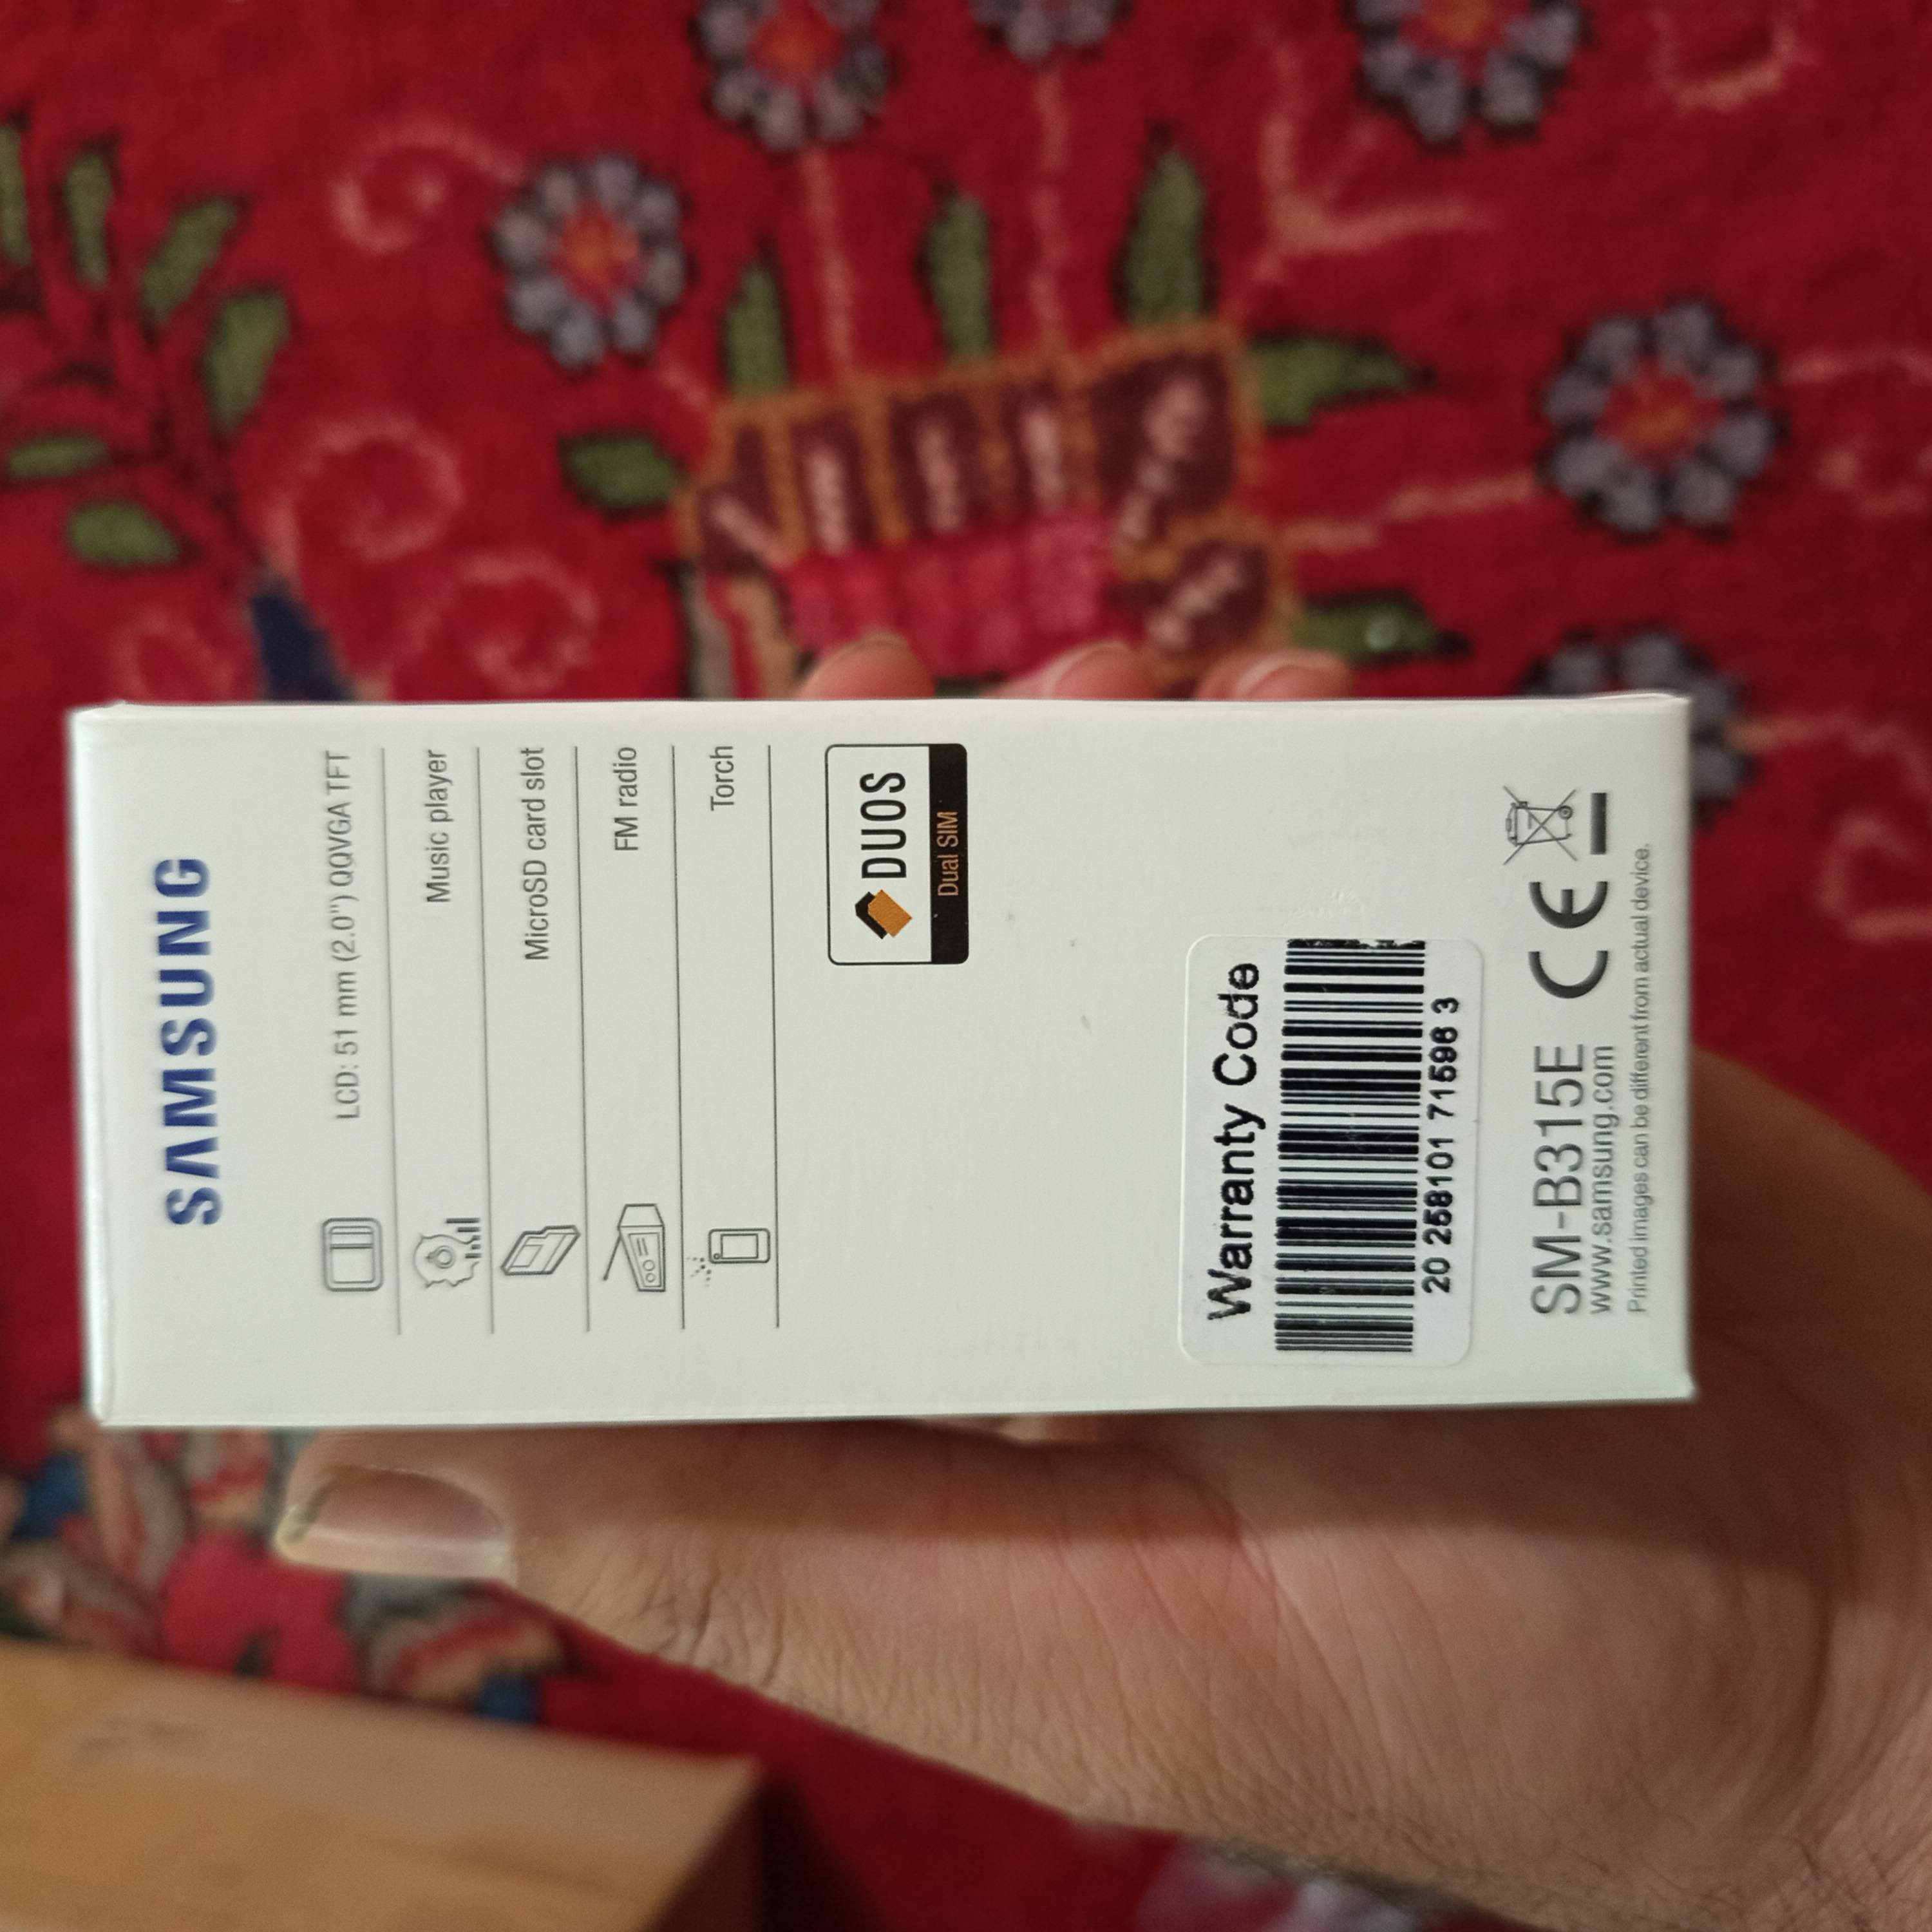 SAMSUNG
LCD: 51 mm (2.0") QQVGA TFT
Music player
MicroSD card slot
FM radio
Torch
DUOS
Dual SIM
Warranty Code
20 258101 71598 3
SM-B315E
CE
www.samsung.com
Printed images can be different from actual device.